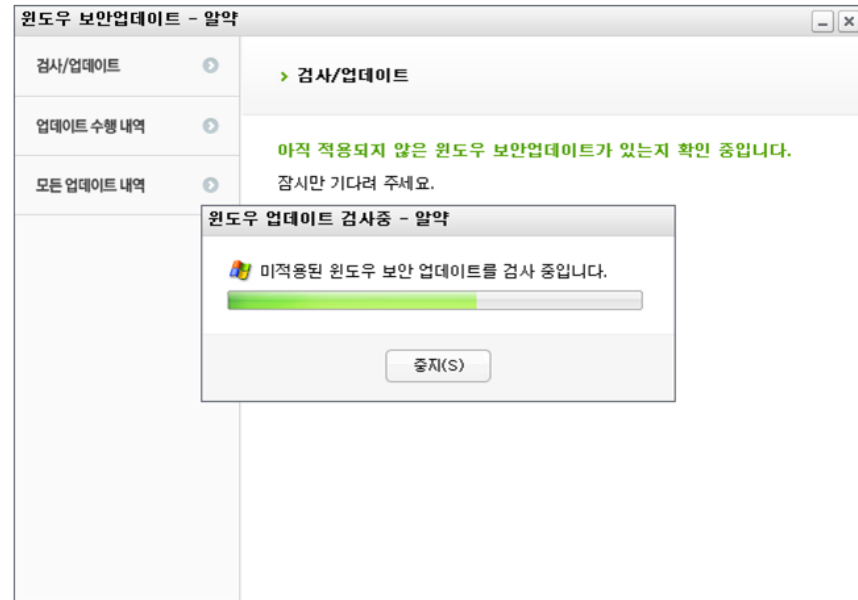 윈도우 보안업데이트 - 알약
검사/업데이트
업데이트 수행 내역
모든 업데이트 내역
검사/업데이트
아직 적용되지 않은 윈도우 보안업데이트가 있는지 확인 중입니다.
잠시만 기다려 주세요.
윈도우 업데이트 검사중 - 알약
미적용된 윈도우 보안 업데이트를 검사 중입니다.
중지(S)